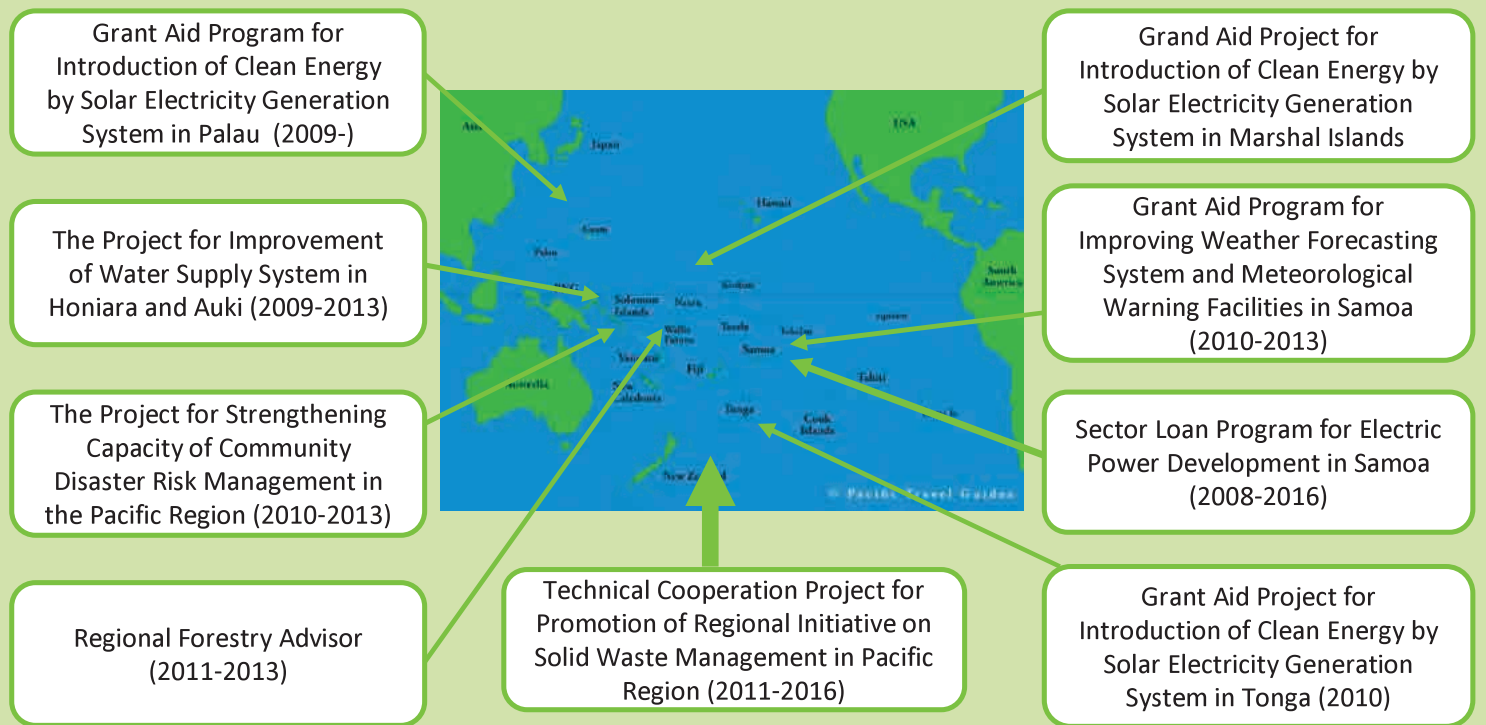 Grant Aid Program for
Introduction of Clean Energy
by Solar Electricity Generation
System in Palau (2009-)
The Project for Improvement
of Water Supply System in
Honiara and Auki (2009-2013)
The Project for Strengthening
Capacity of Community
Disaster Risk Management in
the Pacific Region (2010-2013)
Regional Forestry Advisor
(2011-2013)
Japan
USA
Hawaii
Guam
Palau
South
America
Solomon
Islands
Nauru
Wallis
Futuna
Samoa
Fiji
Tahiti
Australia
New
Caledonia
Tonga
Cook
Islands
© Pacific Travel Guides
Technical Cooperation Project for
Promotion of Regional Initiative on
Solid Waste Management in Pacific
Region (2011-2016)
Grand Aid Project for
Introduction of Clean Energy by
Solar Electricity Generation
System in Marshal Islands
Grant Aid Program for
Improving Weather Forecasting
System and Meteorological
Warning Facilities in Samoa
(2010-2013)
Sector Loan Program for Electric
Power Development in Samoa
(2008-2016)
Grant Aid Project for
Introduction of Clean Energy by
Solar Electricity Generation
System in Tonga (2010)